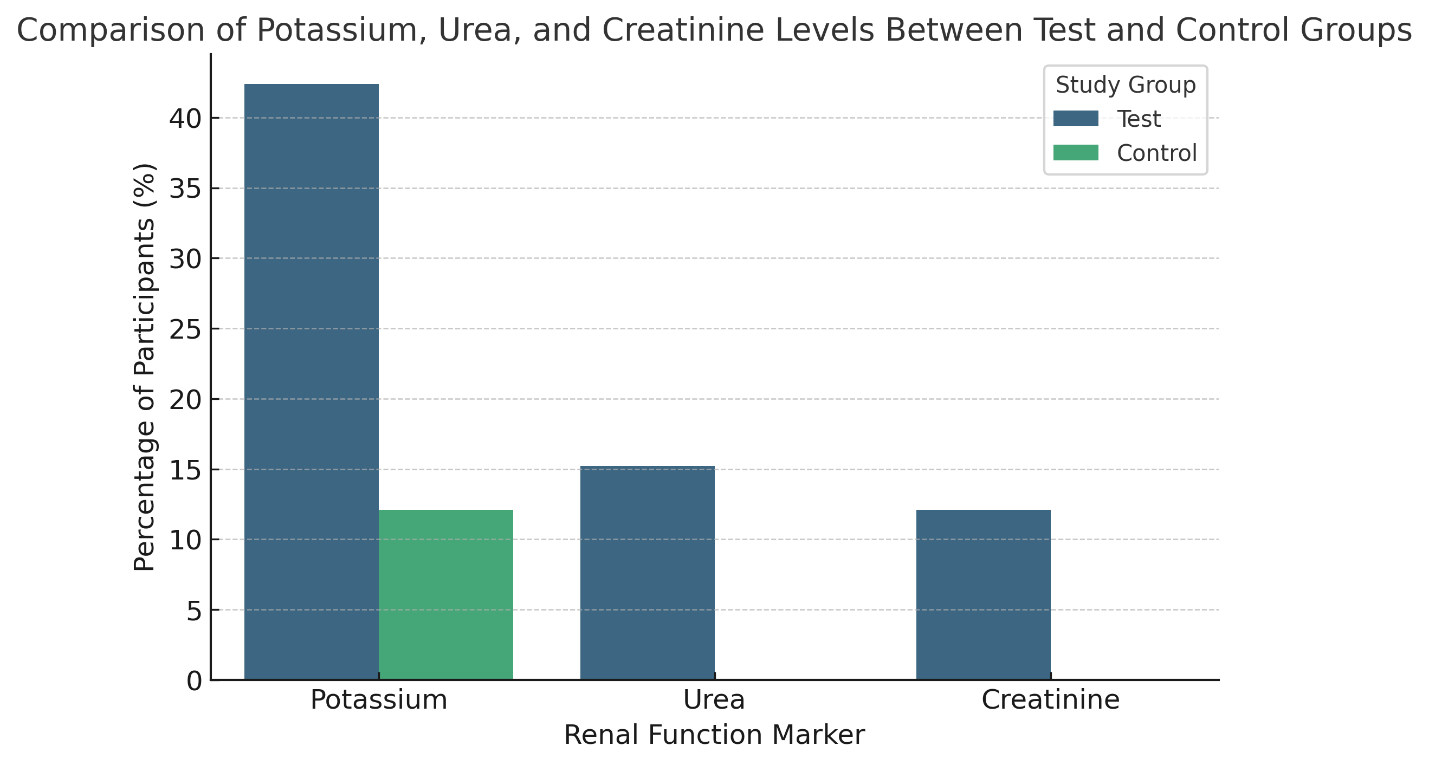 Comparison of Potassium, Urea, and Creatinine Levels Between Test and Control Groups
Study Group
Test
Control
Percentage of Participants (%)
40
35
30
25
20
15
10
5
0
Potassium
Urea
Creatinine
Renal Function Marker